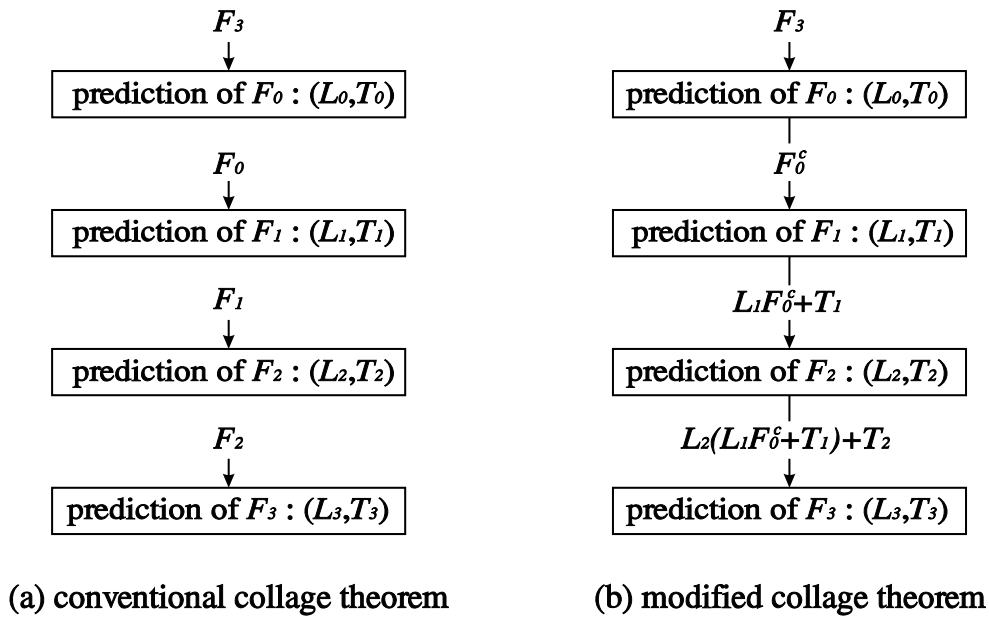 F₃
prediction of F₀ : (L₀,T₀)
F₀
prediction of F₁ : (L₁,T₁)
F₁
prediction of F₂ : (L₂,T₂)
F₂
prediction of F₃ : (L₃,T₃)
(a) conventional collage theorem
F₃
prediction of F₀ : (L₀,T₀)
F₀ᶜ
prediction of F₁ : (L₁,T₁)
L₁F₀ᶜ+T₁
prediction of F₂ : (L₂,T₂)
L₂(L₁F₀ᶜ+T₁)+T₂
prediction of F₃ : (L₃,T₃)
(b) modified collage theorem